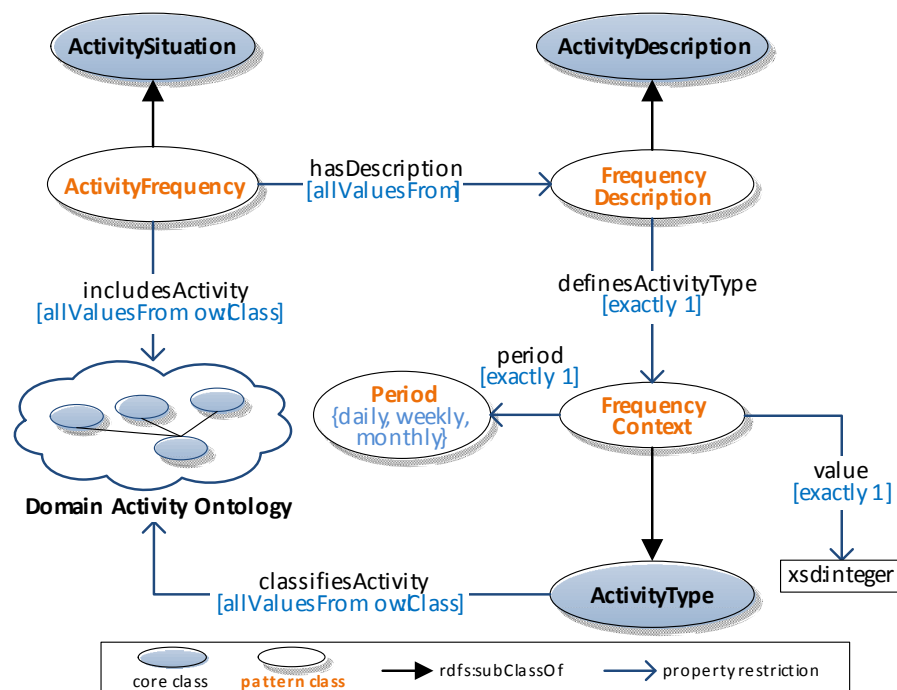 ActivitySituation
ActivityDescription
ActivityFrequency
hasDescription
[allValuesFrom]
Frequency
Description
includesActivity
[allValuesFrom owl:Class]
definesActivityType
[exactly 1]
period
[exactly 1]
Period
{daily, weekly,
monthly}
Frequency
Context
value
[exactly 1]
Domain Activity Ontology
classifiesActivity
[allValuesFrom owl:Class]
ActivityType
xsd:integer
core class
pattern class
rdfs:subClassOf
property restriction